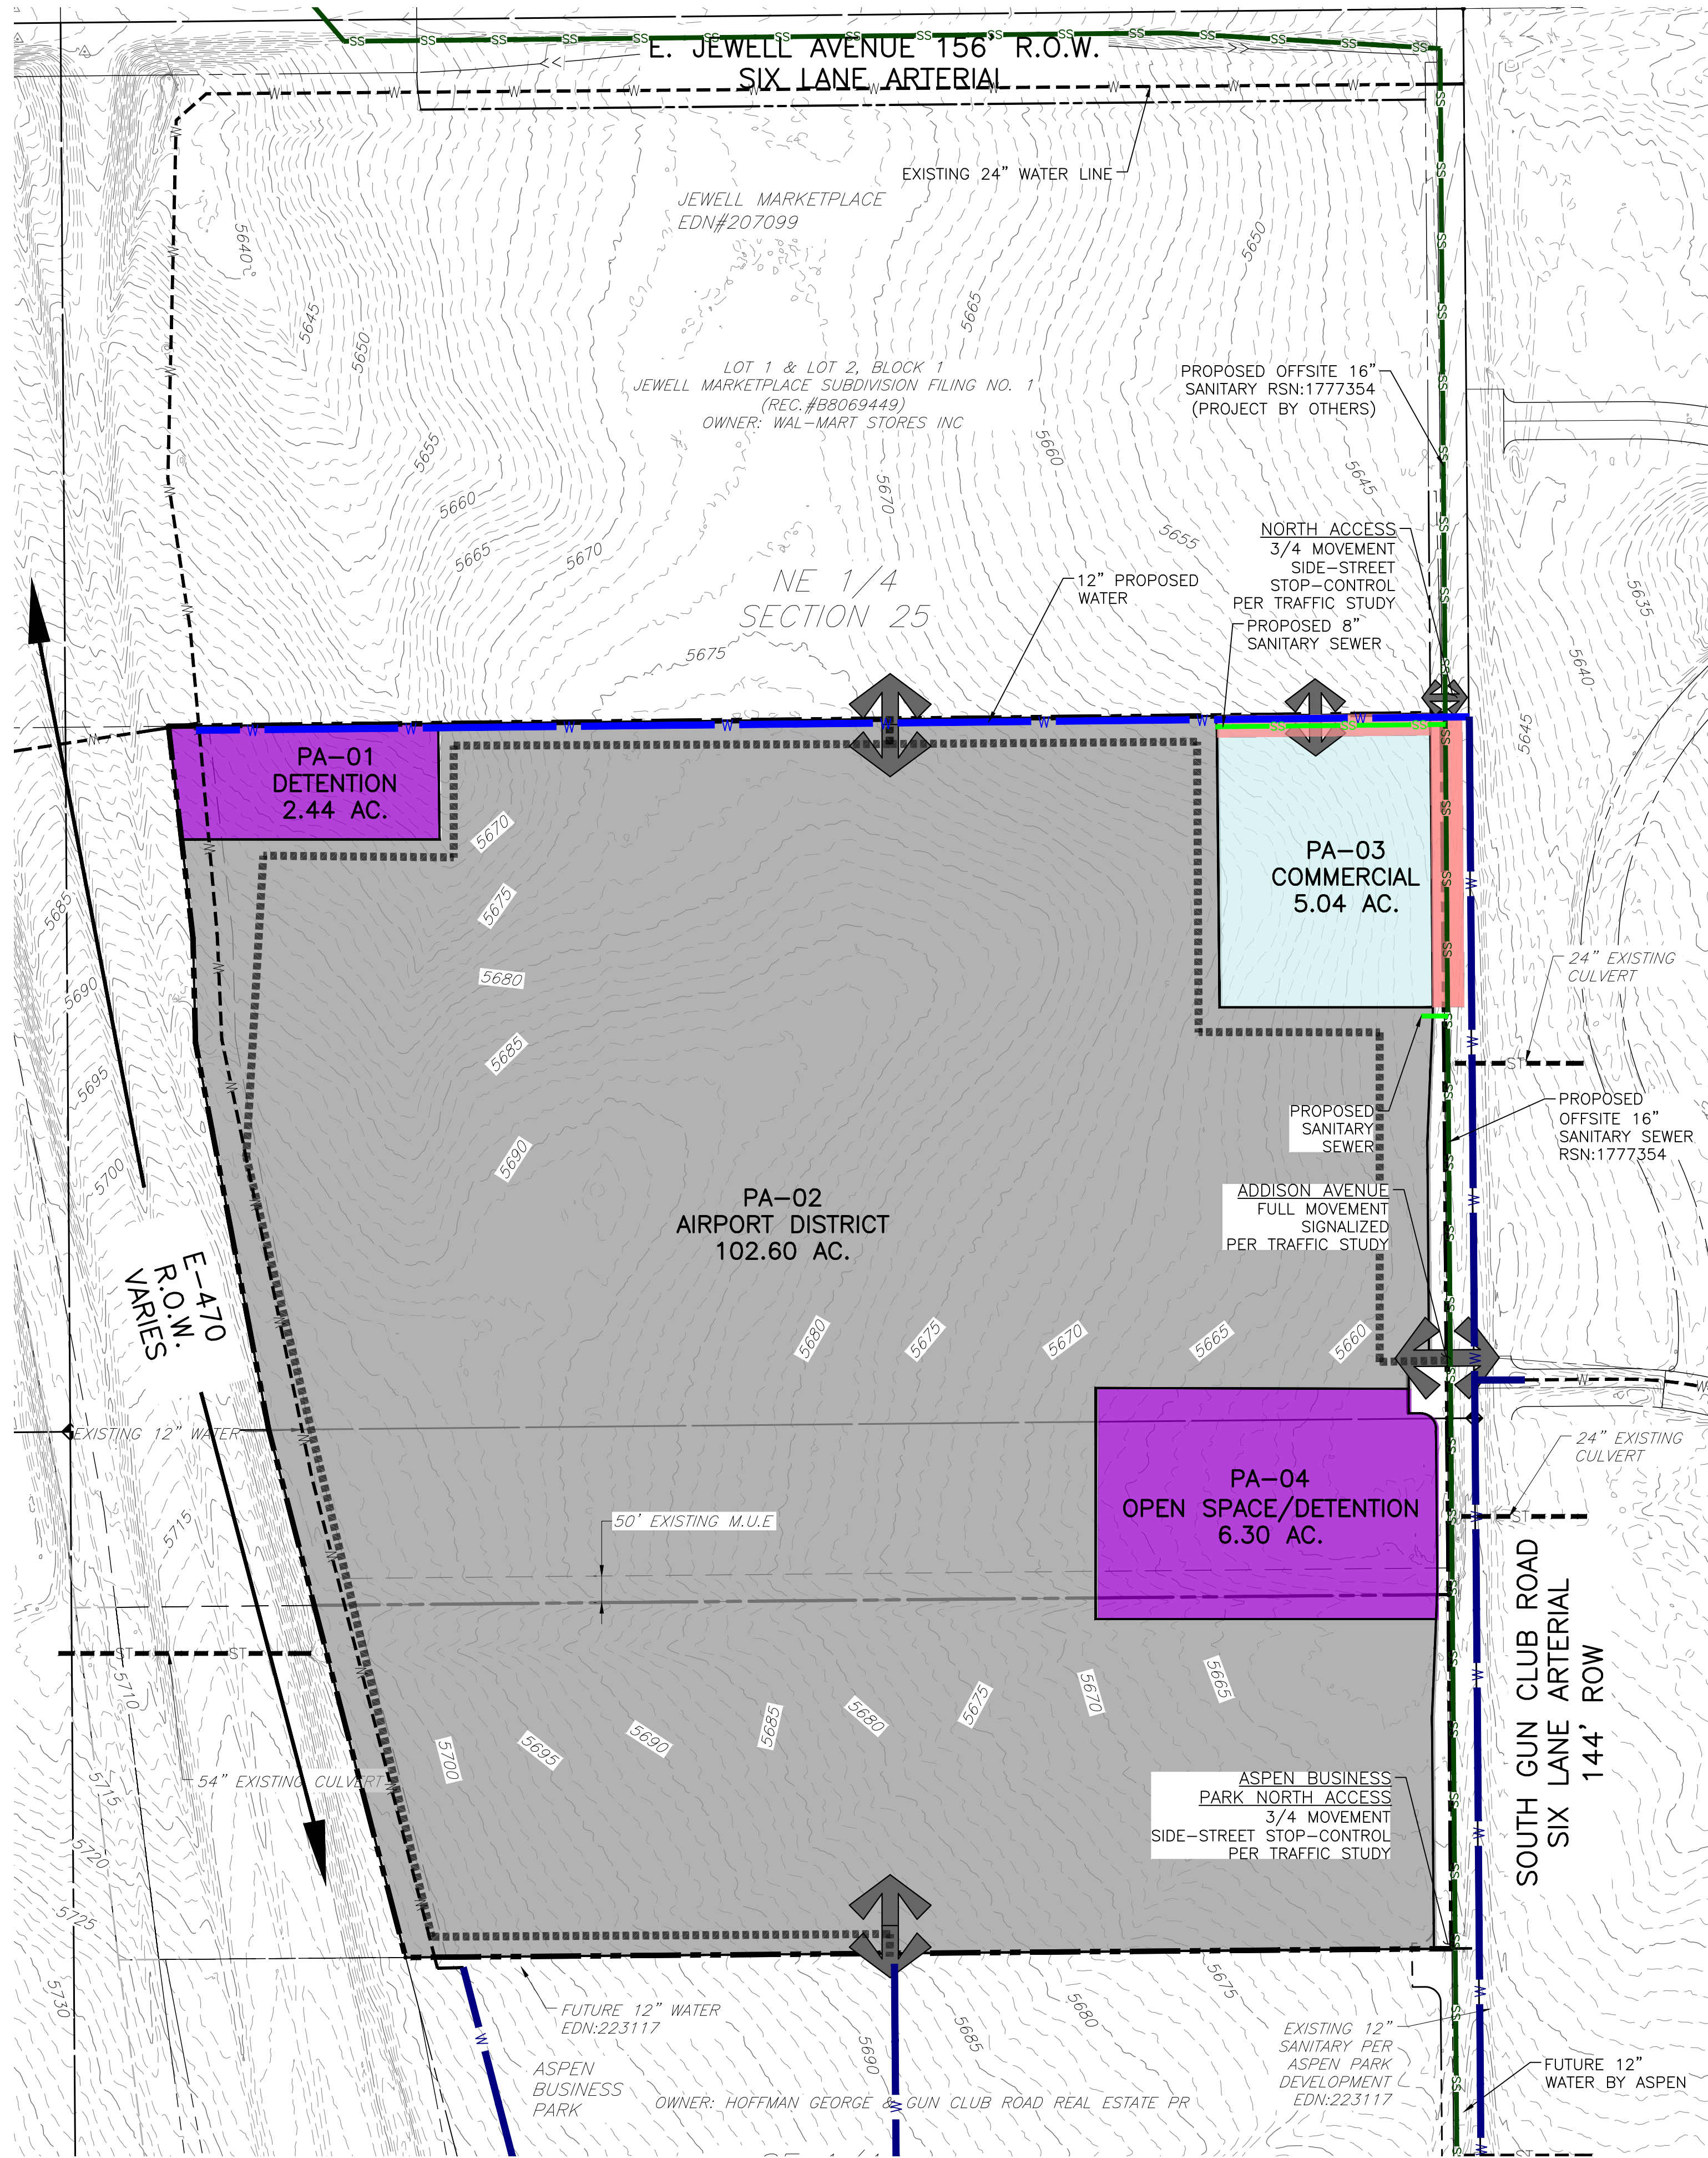 E. JEWELL AVENUE 156' R.O.W.
SIX LANE ARTERIAL
EXISTING 24" WATER LINE
JEWELL MARKETPLACE
EDN#207099
5640
5650
5645
5650
5665
LOT 1 & LOT 2, BLOCK 1
JEWELL MARKETPLACE SUBDIVISION FILING NO. 1
(REC.#B8069449)
OWNER: WAL-MART STORES INC
PROPOSED OFFSITE 16"
SANITARY RSN:1777354
(PROJECT BY OTHERS)
5655
5660
5645
5660
5670
5665
5670
5655
NORTH ACCESS
3/4 MOVEMENT
SIDE-STREET
STOP-CONTROL
PER TRAFFIC STUDY
NE 1/4
SECTION 25
12" PROPOSED
WATER
PROPOSED 8"
SANITARY SEWER
5635
5640
5645
5675
PA-01
DETENTION
2.44 AC.
5670
5675
5680
5685
5690
PA-03
COMMERCIAL
5.04 AC.
24" EXISTING
CULVERT
5685
5690
5695
5700
PROPOSED
SANITARY
SEWER
PROPOSED
OFFSITE 16"
SANITARY SEWER
RSN:1777354
PA-02
AIRPORT DISTRICT
102.60 AC.
ADDISON AVENUE
FULL MOVEMENT
SIGNALIZED
PER TRAFFIC STUDY
E-470
R.O.W.
VARIES
5680
5675
5670
5665
5660
EXISTING 12" WATER
24" EXISTING
CULVERT
PA-04
OPEN SPACE/DETENTION
6.30 AC.
50' EXISTING M.U.E
5715
5710
SOUTH GUN CLUB ROAD
SIX LANE ARTERIAL
144' ROW
5700
5695
5690
5685
5680
5675
5670
5665
54" EXISTING CULVERT
5715
5720
5725
5730
ASPEN BUSINESS
PARK NORTH ACCESS
3/4 MOVEMENT
SIDE-STREET STOP-CONTROL
PER TRAFFIC STUDY
FUTURE 12" WATER
EDN:223117
5690
5685
5680
5675
ASPEN
BUSINESS
PARK
OWNER: HOFFMAN GEORGE & GUN CLUB ROAD REAL ESTATE PR
EXISTING 12"
SANITARY PER
ASPEN PARK
DEVELOPMENT
EDN:223117
FUTURE 12"
WATER BY ASPEN